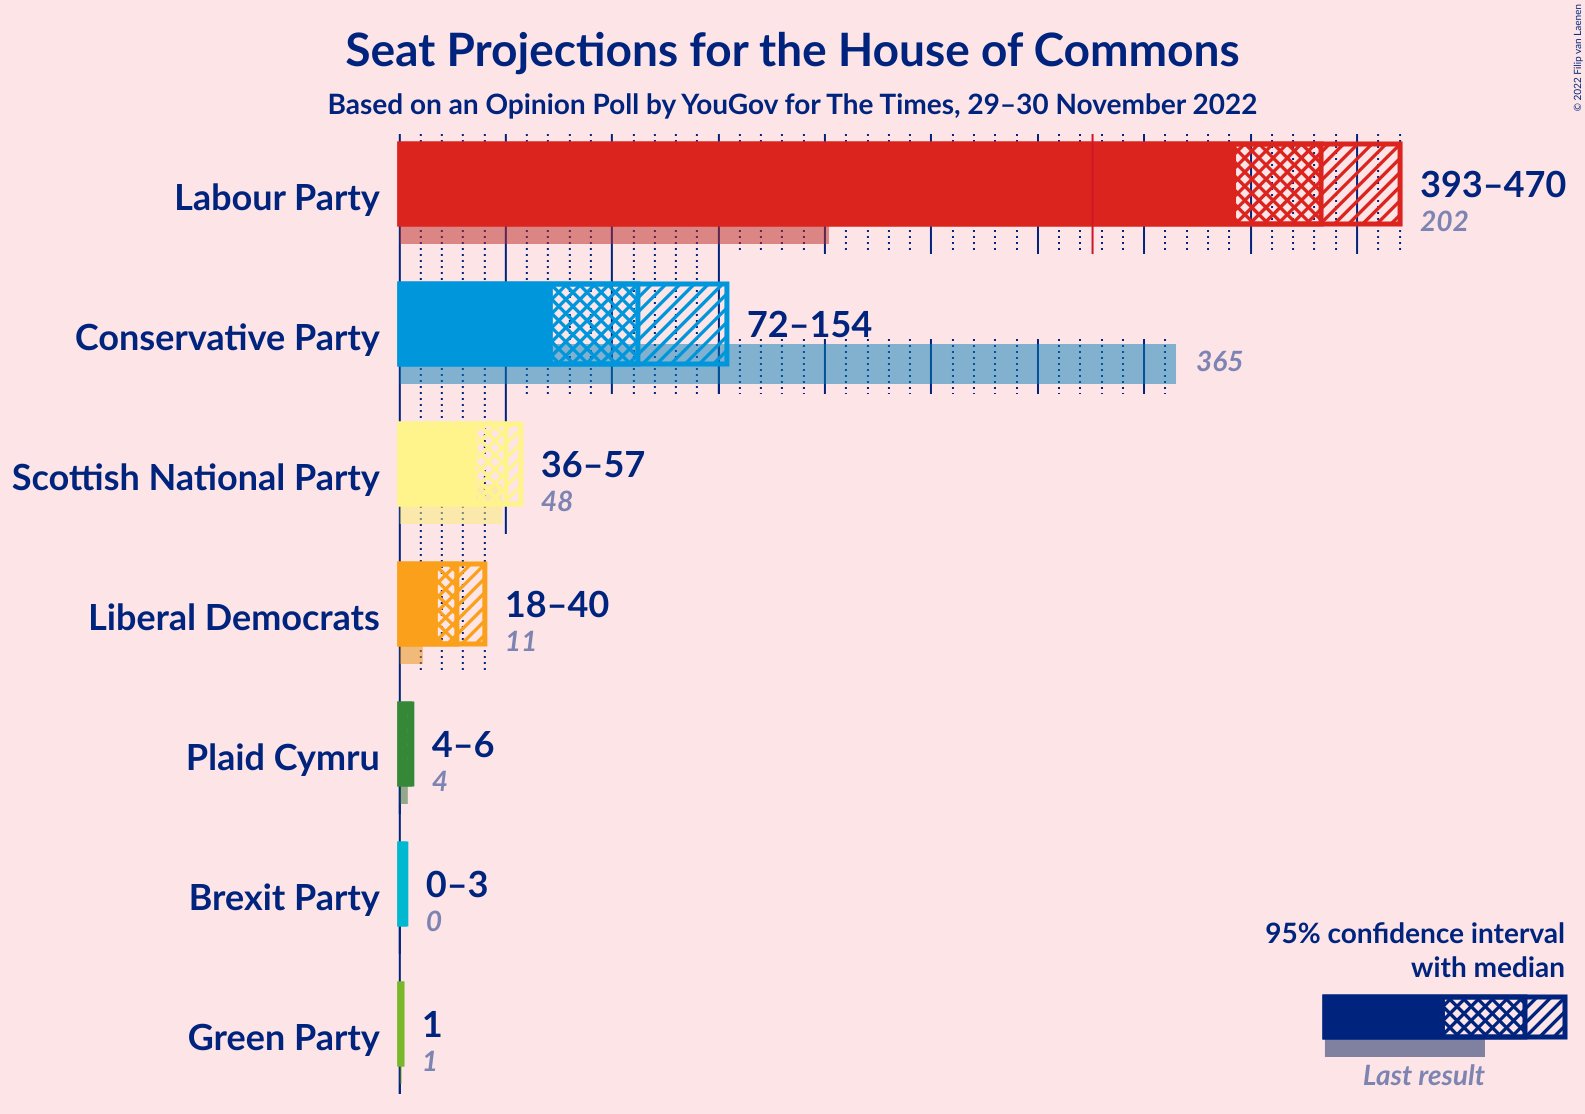 Seat Projections for the House of Commons
Based on an Opinion Poll by YouGov for The Times, 29–30 November 2022
© 2022 Filip van Laenen
Labour Party
393–470
202
Conservative Party
72–154
365
Scottish National Party
36–57
48
Liberal Democrats
18–40
11
Plaid Cymru
4–6
4
Brexit Party
0–3
0
Green Party
1
1
95% confidence interval
with median
Last result